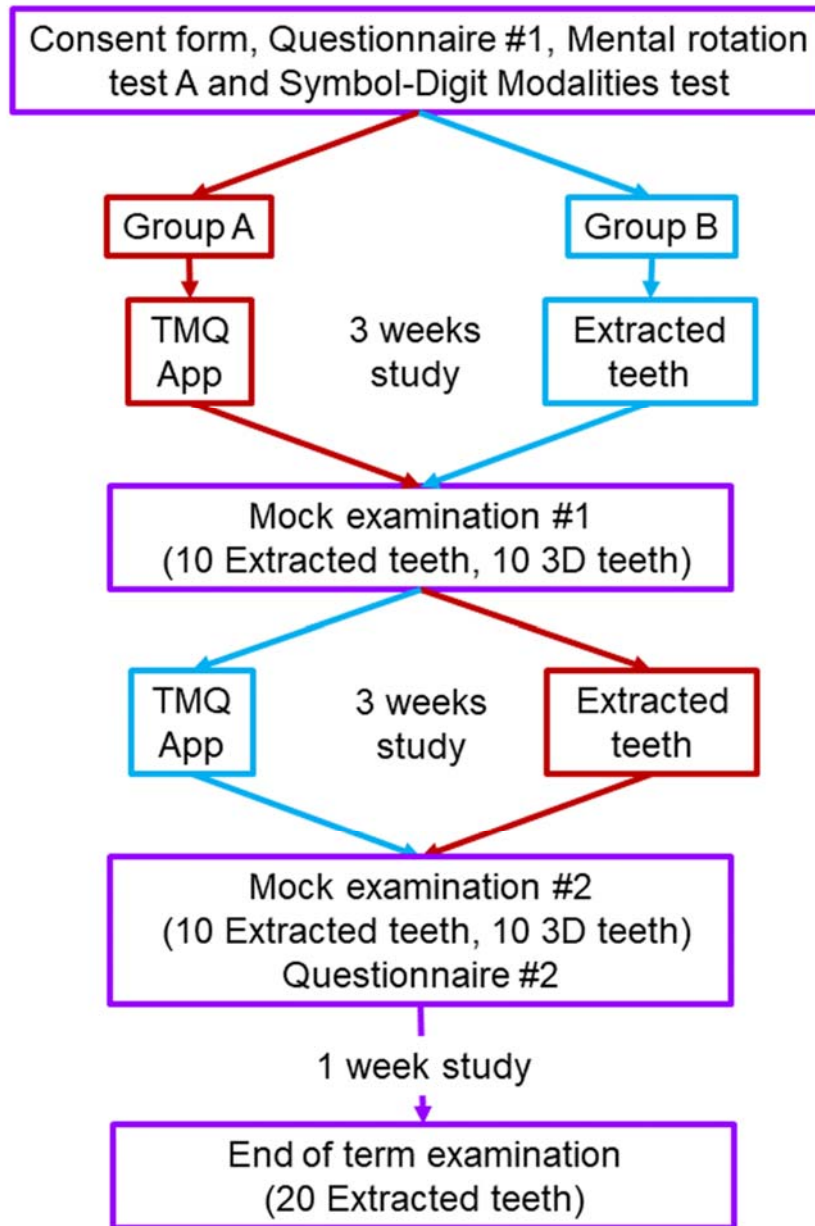 Consent form, Questionnaire #1, Mental rotation
test A and Symbol-Digit Modalities test
Group A
Group B
TMQ
App
3 weeks
study
Extracted
teeth
Mock examination #1
(10 Extracted teeth, 10 3D teeth)
TMQ
App
3 weeks
study
Extracted
teeth
Mock examination #2
(10 Extracted teeth, 10 3D teeth)
Questionnaire #2
1 week study
End of term examination
(20 Extracted teeth)